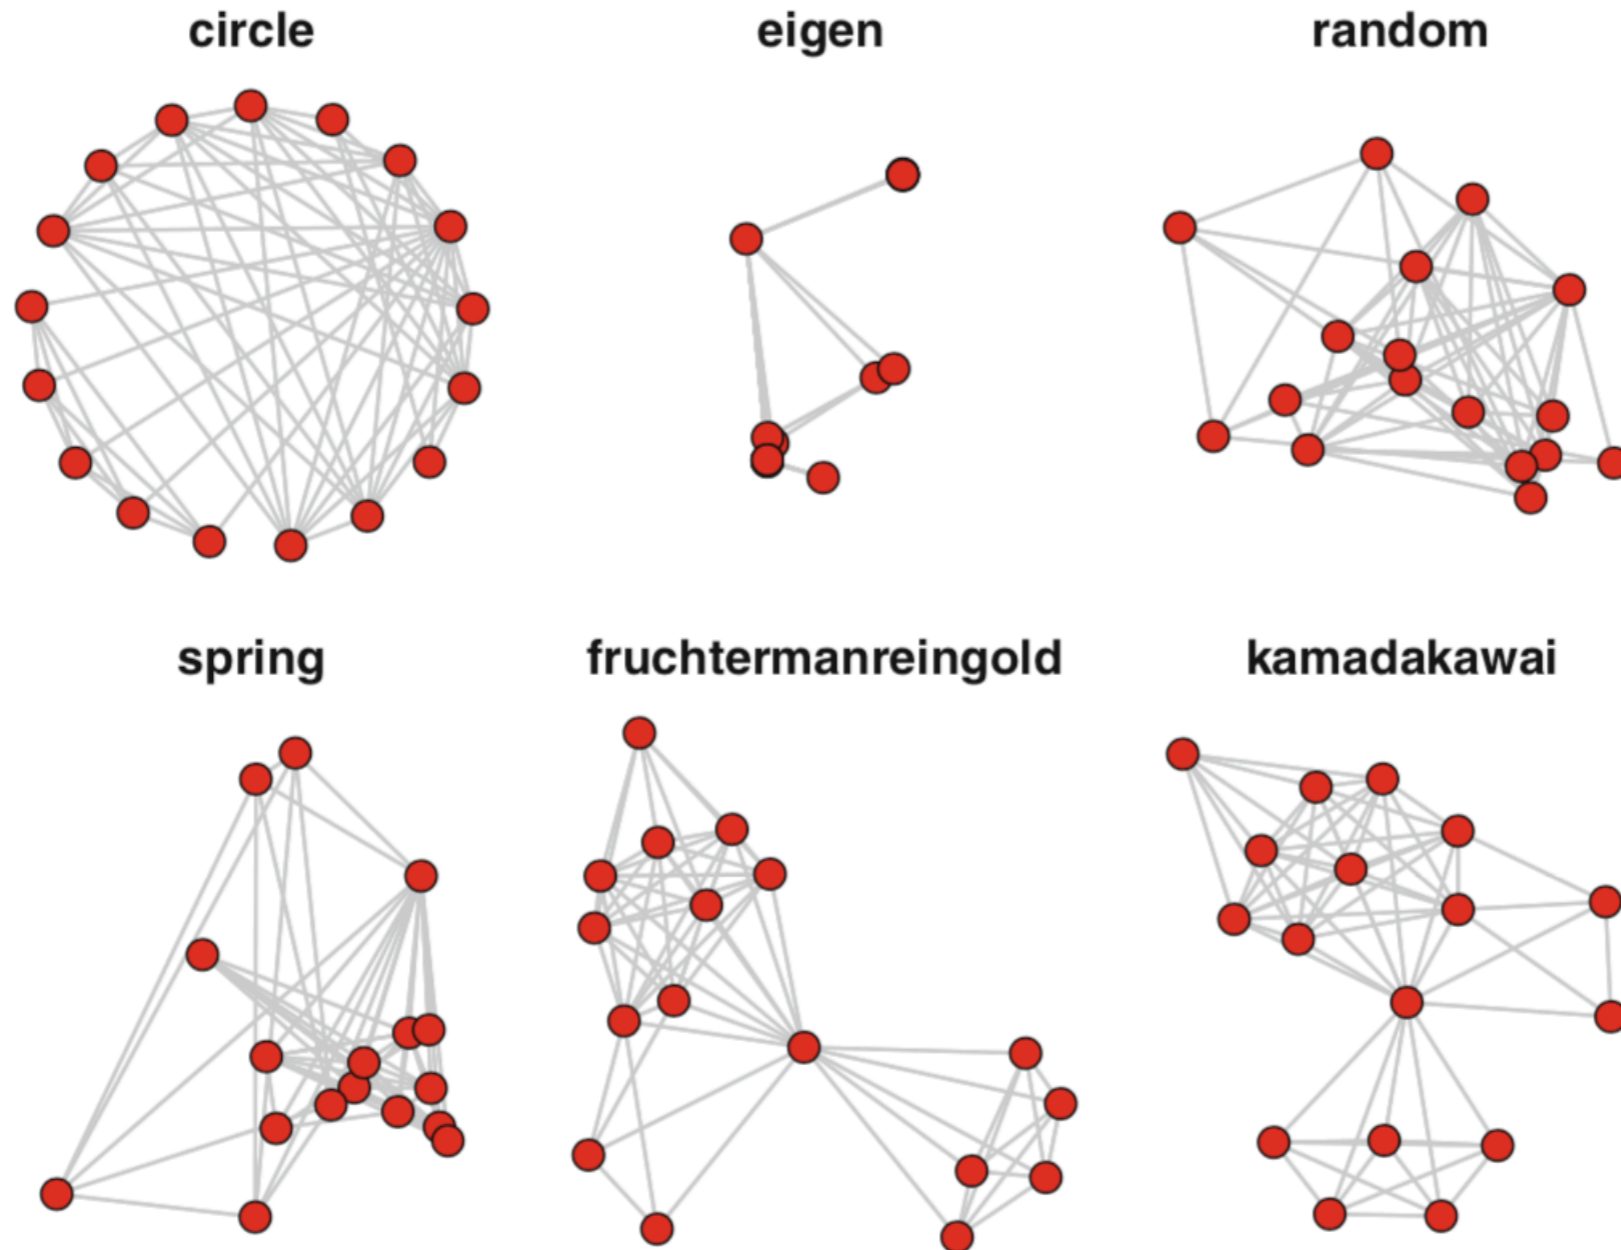 circle
eigen
random
spring
fruchtermanreingold
kamadakawai